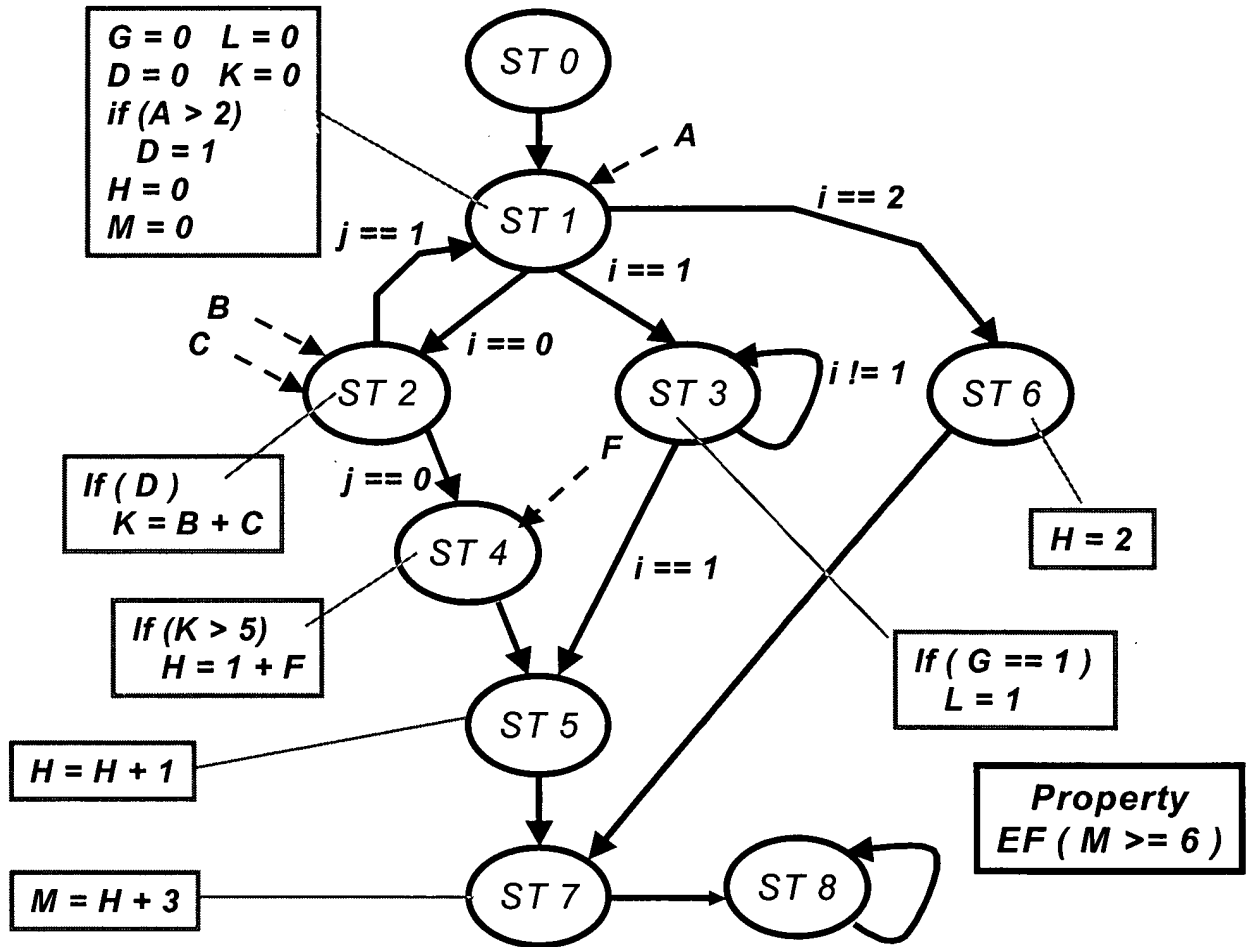 G = 0 L = 0
D = 0 K = 0
if (A > 2)
D = 1
H = 0
M = 0
ST 0
A
ST 1
i == 2
j == 1
i == 1
B
C
i == 0
ST 2
ST 3
i != 1
ST 6
F
If ( D )
K = B + C
j == 0
H = 2
ST 4
i == 1
If (K > 5)
H = 1 + F
If ( G == 1 )
L = 1
ST 5
H = H + 1
Property
EF ( M >= 6 )
M = H + 3
ST 7
ST 8